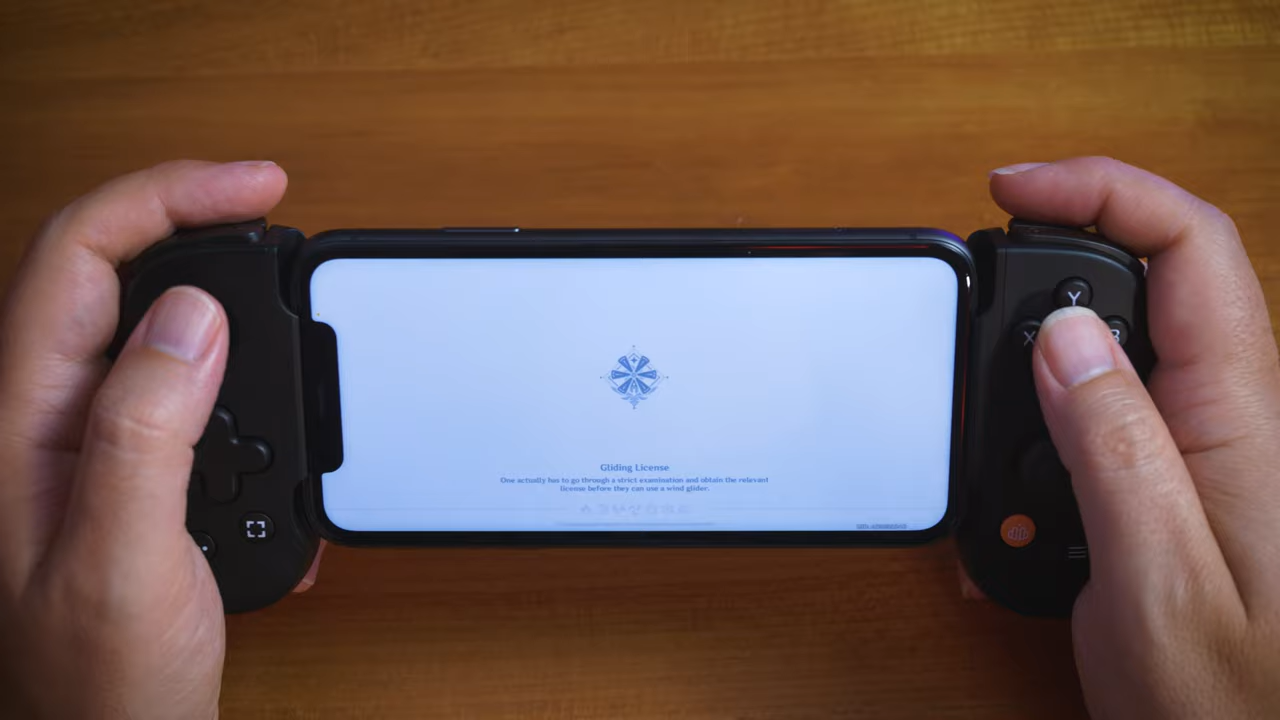 Y
X
B
Gliding License
One actually has to go through a strict examination and obtain the relevant
license before they can use a wind glider.